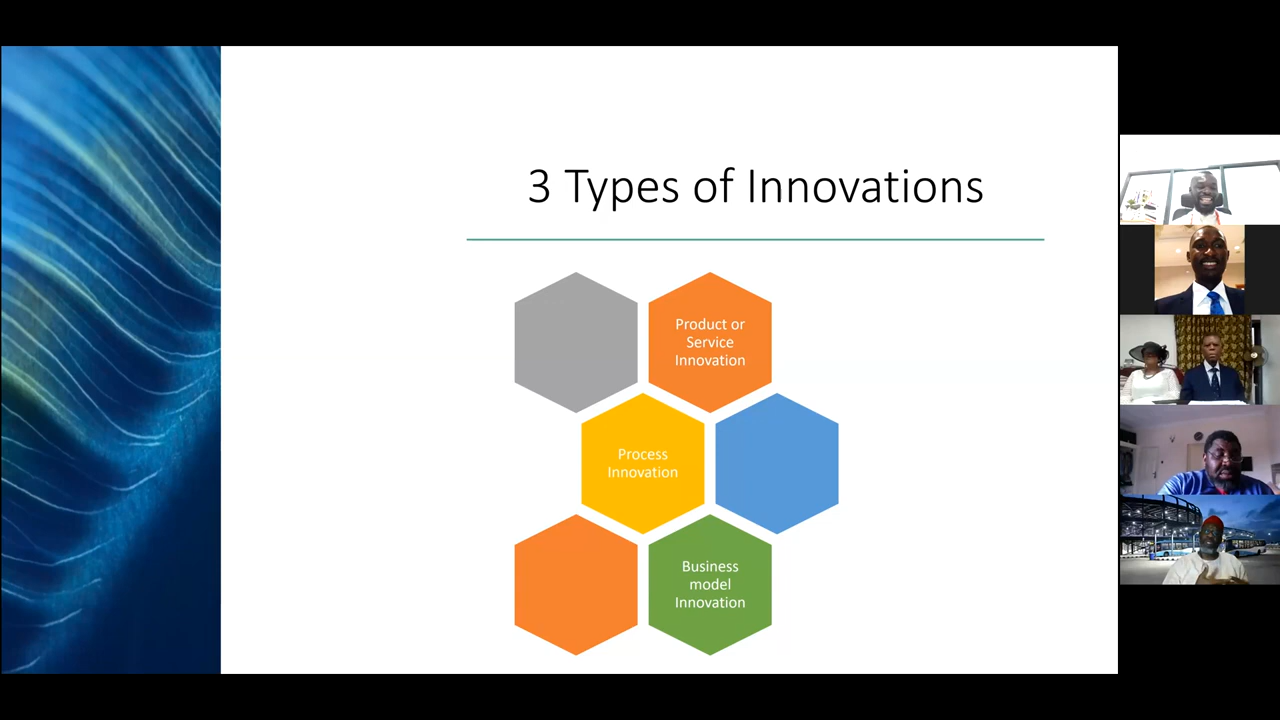 3 Types of Innovations
Product or
Service
Innovation
Process
Innovation
Business
model
Innovation